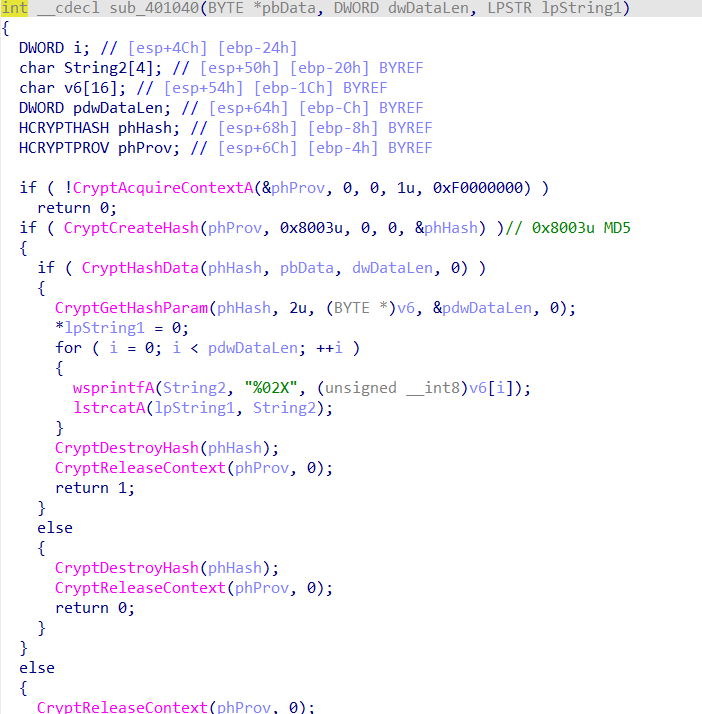 int __cdecl sub_401040(BYTE *pbData, DWORD dwDataLen, LPSTR lpString1)
{
  DWORD i; // [esp+4Ch] [ebp-24h]
  char String2[4]; // [esp+50h] [ebp-20h] BYREF
  char v6[16]; // [esp+54h] [ebp-1Ch] BYREF
  DWORD pdwDataLen; // [esp+64h] [ebp-Ch] BYREF
  HCRYPTHASH phHash; // [esp+68h] [ebp-8h] BYREF
  HCRYPTPROV phProv; // [esp+6Ch] [ebp-4h] BYREF

  if ( !CryptAcquireContextA(&phProv, 0, 0, 1u, 0xF0000000) )
    return 0;
  if ( CryptCreateHash(phProv, 0x8003u, 0, 0, &phHash) )// 0x8003u MD5
  {
    if ( CryptHashData(phHash, pbData, dwDataLen, 0) )
    {
      CryptGetHashParam(phHash, 2u, (BYTE *)v6, &pdwDataLen, 0);
      *lpString1 = 0;
      for ( i = 0; i < pdwDataLen; ++i )
      {
        wsprintfA(String2, "%02X", (unsigned __int8)v6[i]);
        lstrcatA(lpString1, String2);
      }
      CryptDestroyHash(phHash);
      CryptReleaseContext(phProv, 0);
      return 1;
    }
    else
    {
      CryptDestroyHash(phHash);
      CryptReleaseContext(phProv, 0);
      return 0;
    }
  }
  else
  {
    CryptReleaseContext(phProv, 0);